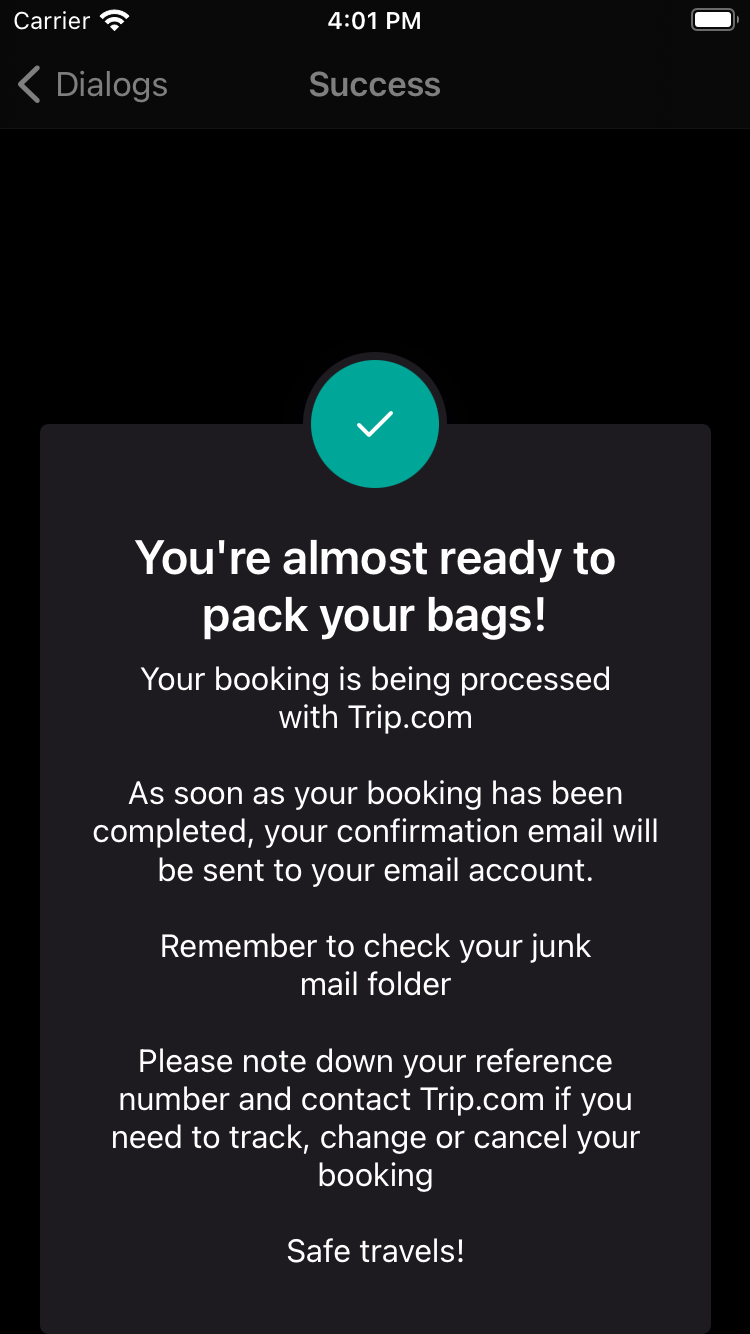 Carrier 4:01 PM
Dialogs Success
You're almost ready to
pack your bags!
Your booking is being processed
with Trip.com
As soon as your booking has been
completed, your confirmation email will
be sent to your email account.
Remember to check your junk
mail folder
Please note down your reference
number and contact Trip.com if you
need to track, change or cancel your
booking
Safe travels!